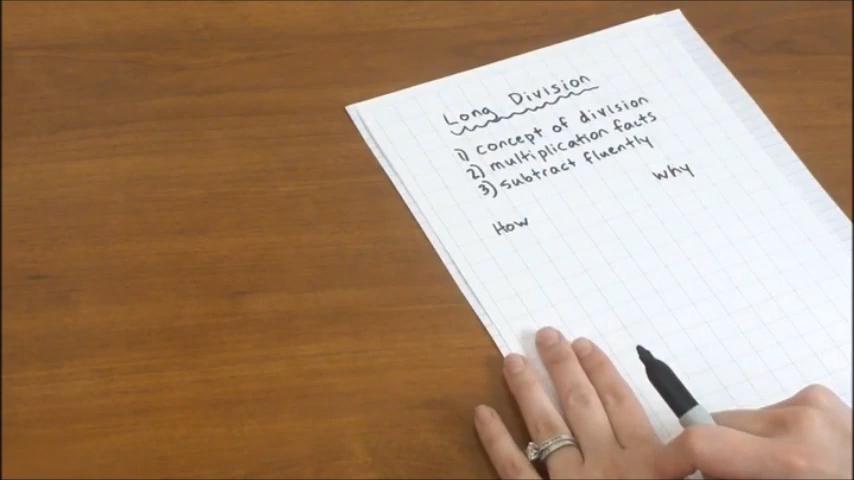 Long Division
1) concept of division
2) multiplication facts
3) subtract fluently
How why